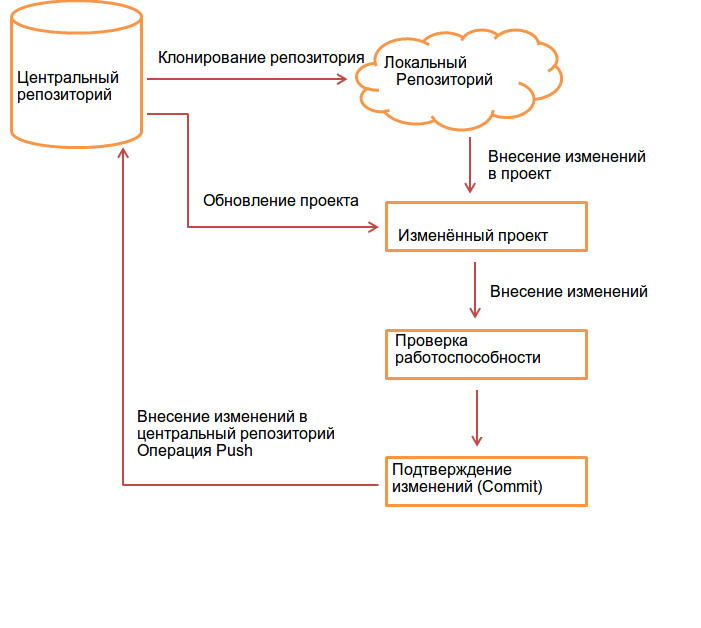 Клонирование репозитория
Центральный
репозиторий
Локальный
Репозиторий
Внесение изменений
в проект
Обновление проекта
Изменённый проект
Внесение изменений
Проверка
работоспособности
Внесение изменений в
центральный репозиторий
Операция Push
Подтверждение
изменений (Commit)